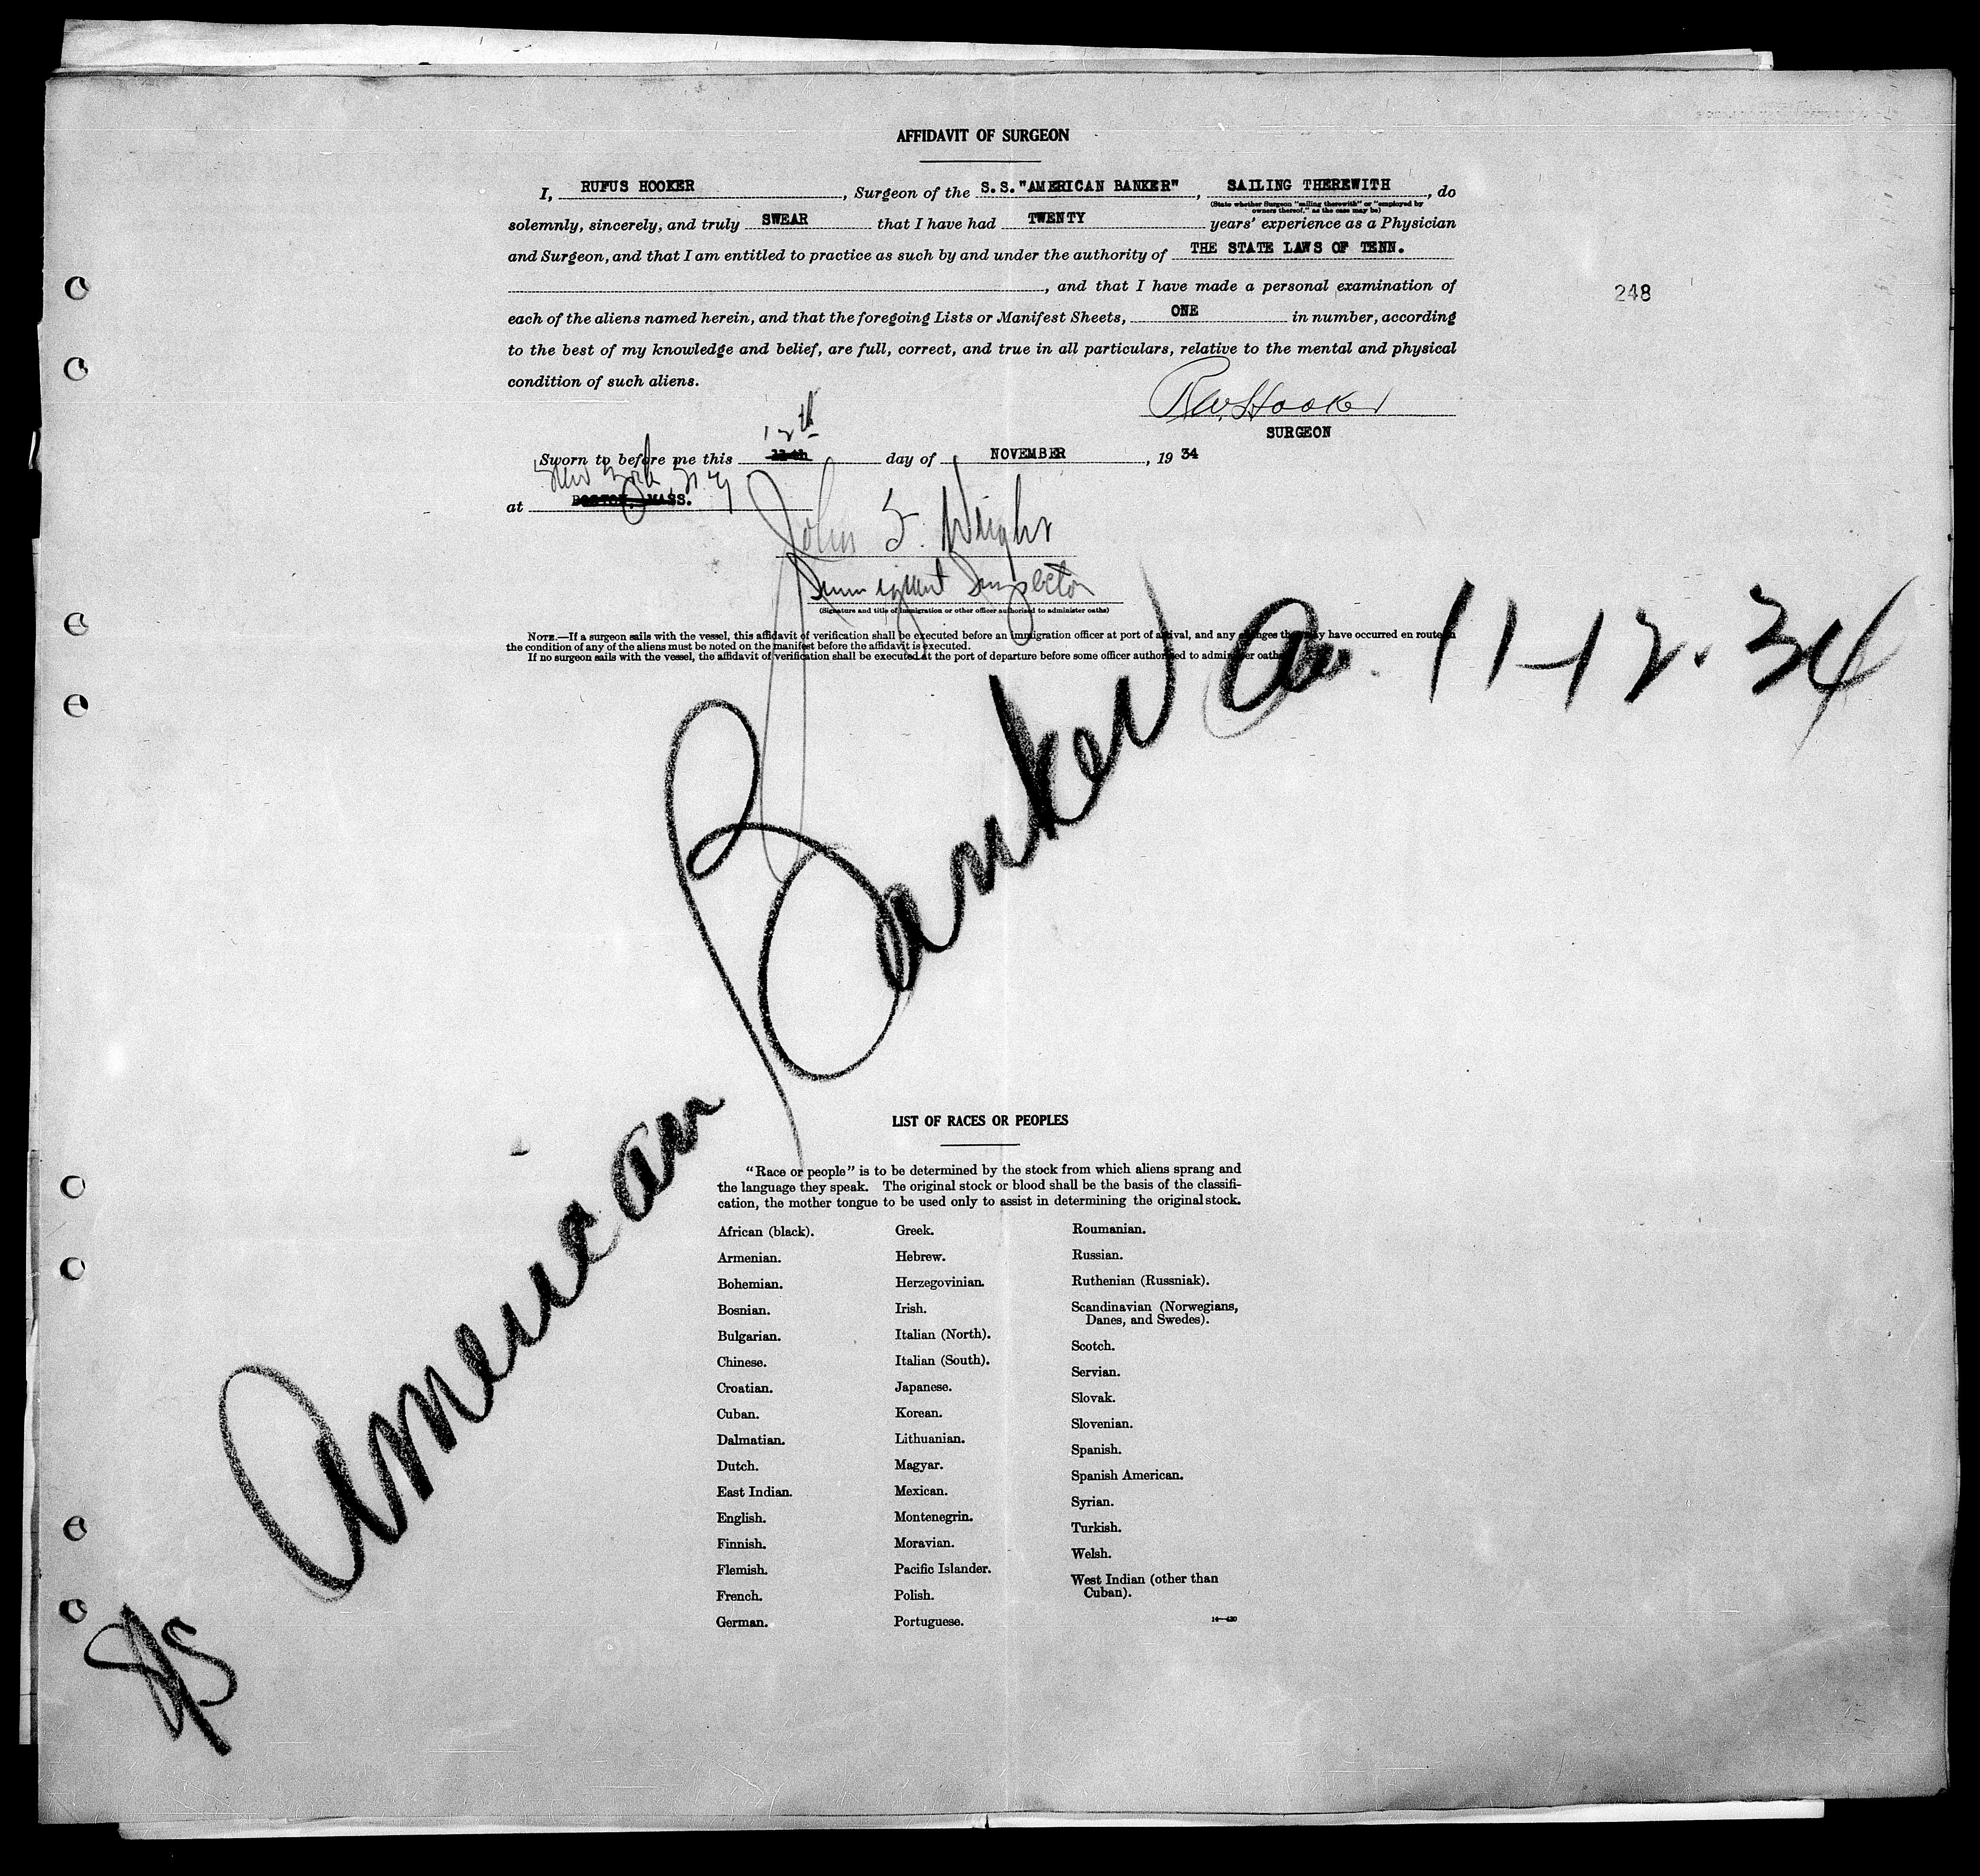 AFFIDAVIT OF SURGEON
I, RUFUS HOOKER, Surgeon of the S.S."AMERICAN BANKER", SAILING THEREWITH, do
(State whether Surgeon "sailing therewith" or "employed by
owners thereof," as the case may be)
solemnly, sincerely, and truly SWEAR that I have had TWENTY years' experience as a Physician
and Surgeon, and that I am entitled to practice as such by and under the authority of THE STATE LAWS OF TENN.
, and that I have made a personal examination of
248
each of the aliens named herein, and that the foregoing Lists or Manifest Sheets, ONE in number, according
to the best of my knowledge and belief, are full, correct, and true in all particulars, relative to the mental and physical
condition of such aliens.
R.W. Hooker
SURGEON
12th
Sworn to before me this 11th day of NOVEMBER, 19 34
New York, N.Y.
at BOSTON, MASS.
John F. Wright
Immigrant Inspector
(Signature and title of immigration or other officer authorized to administer oaths)
NOTE.—If a surgeon sails with the vessel, this affidavit of verification shall be executed before an immigration officer at port of arrival, and any changes that may have occurred en route in
the condition of any of the aliens must be noted on the manifest before the affidavit is executed.
If no surgeon sails with the vessel, the affidavit of verification shall be executed at the port of departure before some officer authorized to administer oaths.
S/S American Banker 11-12-34
LIST OF RACES OR PEOPLES
"Race or people" is to be determined by the stock from which aliens sprang and
the language they speak. The original stock or blood shall be the basis of the classifi-
cation, the mother tongue to be used only to assist in determining the original stock.
African (black).
Armenian.
Bohemian.
Bosnian.
Bulgarian.
Chinese.
Croatian.
Cuban.
Dalmatian.
Dutch.
East Indian.
English.
Finnish.
Flemish.
French.
German.
Greek.
Hebrew.
Herzegovinian.
Irish.
Italian (North).
Italian (South).
Japanese.
Korean.
Lithuanian.
Magyar.
Mexican.
Montenegrin.
Moravian.
Pacific Islander.
Polish.
Portuguese.
Roumanian.
Russian.
Ruthenian (Russniak).
Scandinavian (Norwegians,
Danes, and Swedes).
Scotch.
Servian.
Slovak.
Slovenian.
Spanish.
Spanish American.
Syrian.
Turkish.
Welsh.
West Indian (other than
Cuban).